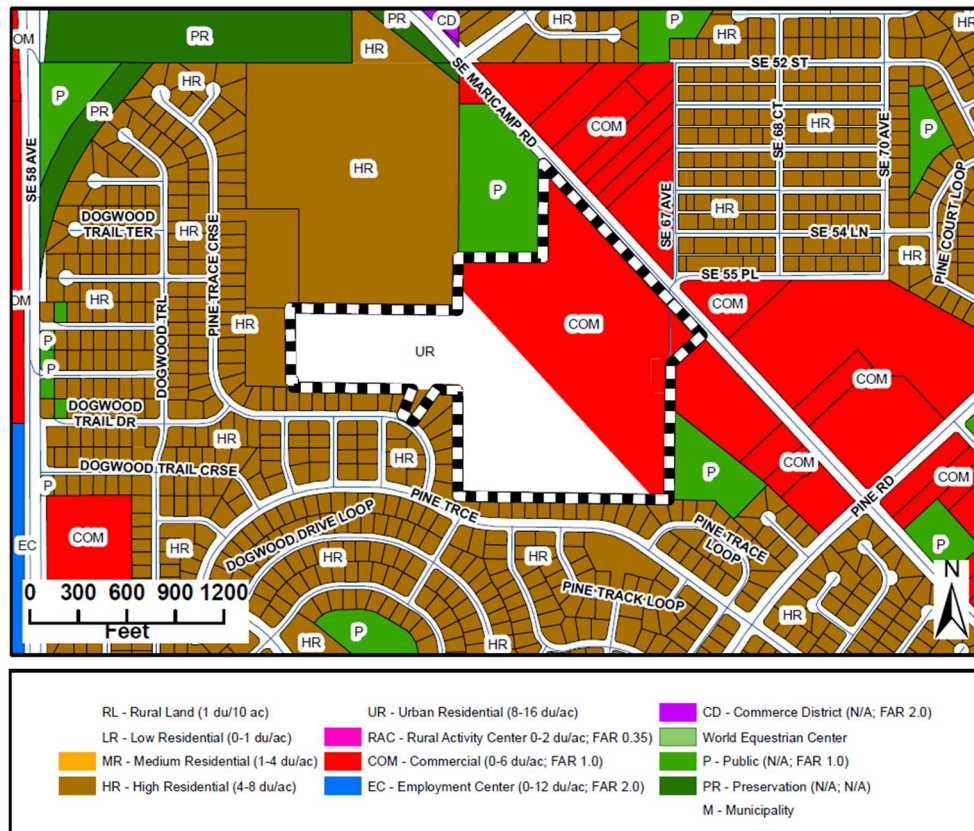 PR
CD
HR
OM
PR
HR
P
HR
HR
SE MARICAMP RD
SE 52 ST
P
PR
HR
COM
SE 68 CT
HR
SE 70 AVE
P
SE 58 AVE
HR
P
DOGWOOD
TRAIL TER
HR
PINE TRACE CRSE
SE 67 AVE
HR
SE 54 LN
HR
PINE COURT LOOP
HR
SE 55 PL
OM
DOGWOOD TRL
COM
COM
P
HR
UR
P
COM
DOGWOOD
TRAIL DR
HR
HR
DOGWOOD TRAIL CRSE
P
COM
COM
P
PINE RD
PINE TRCE
PINE TRACE
LOOP
EC
COM
HR
DOGWOOD DRIVE LOOP
HR
HR
P
PINE TRACK LOOP
HR
HR
P
HR
N
0 300 600 900 1200
Feet
RL - Rural Land (1 du/10 ac)
UR - Urban Residential (8-16 du/ac)
CD - Commerce District (N/A; FAR 2.0)
LR - Low Residential (0-1 du/ac)
RAC - Rural Activity Center 0-2 du/ac; FAR 0.35)
World Equestrian Center
MR - Medium Residential (1-4 du/ac)
COM - Commercial (0-6 du/ac; FAR 1.0)
P - Public (N/A; FAR 1.0)
HR - High Residential (4-8 du/ac)
EC - Employment Center (0-12 du/ac; FAR 2.0)
PR - Preservation (N/A; N/A)
M - Municipality